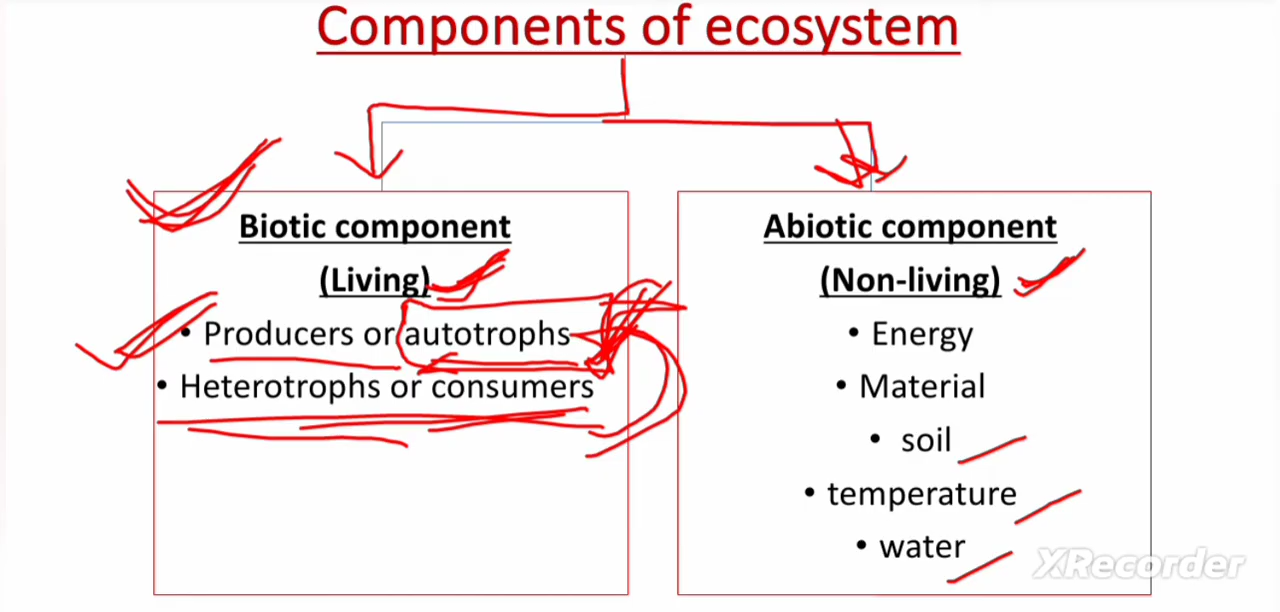 Components of ecosystem
Biotic component
(Living)
• Producers or autotrophs
• Heterotrophs or consumers
Abiotic component
(Non-living)
• Energy
• Material
• soil
• temperature
• water
XRecorder